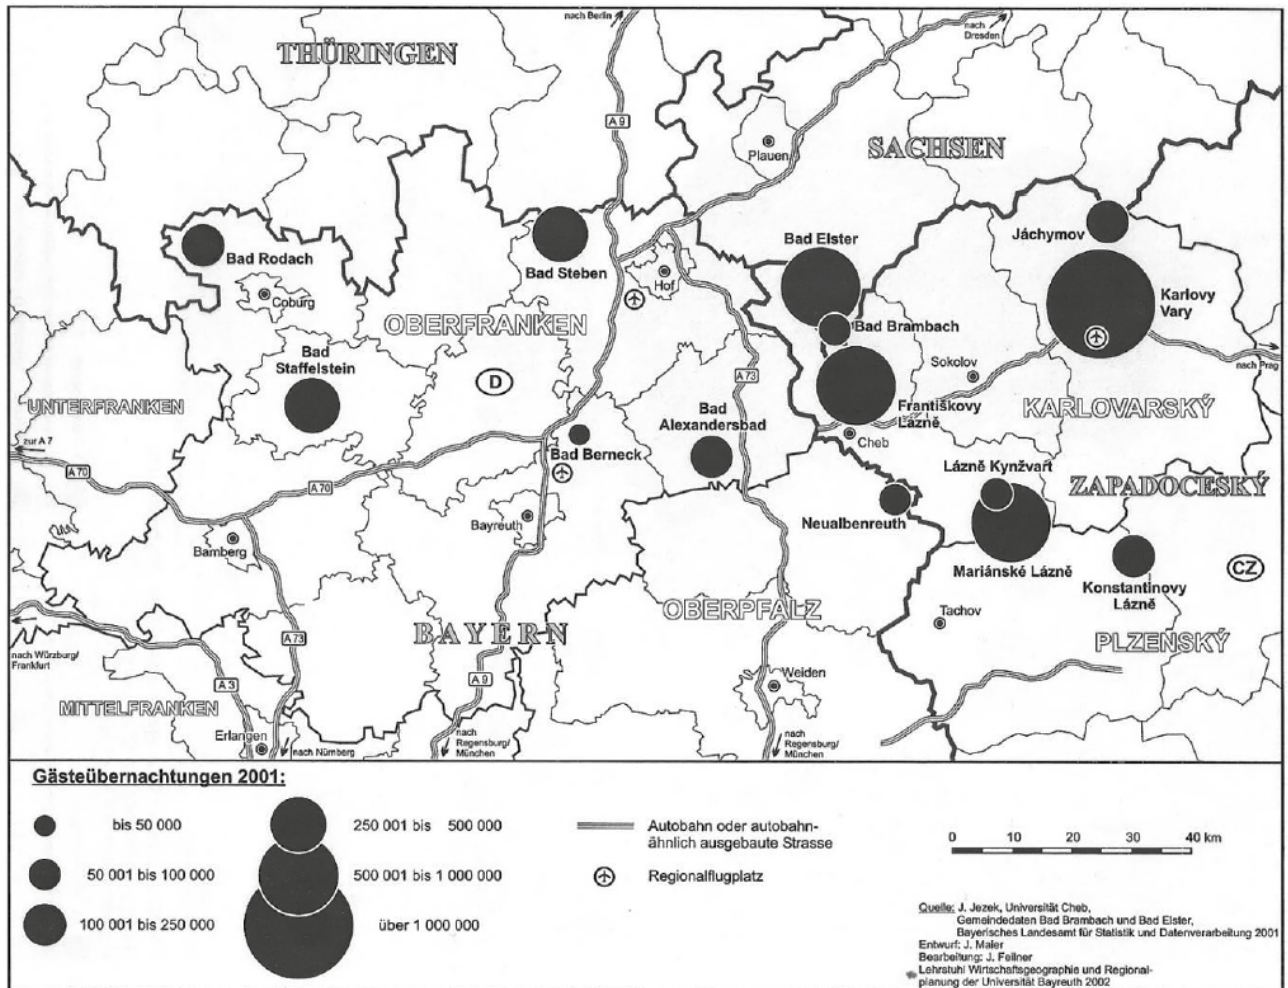 nach Berlin
nach
Dresden
THÜRINGEN
A 9
Plauen
SACHSEN
Bad Rodach
Bad Steben
Bad Elster
Jáchymov
Coburg
Hof
Karlovy
Vary
OBERFRANKEN
Bad Brambach
Bad
Staffelstein
D
A 73
Sokolov
nach Prag
UNTERFRANKEN
Bad
Alexandersbad
Františkovy
Lázně
KARLOVARSKÝ
zur A 7
Cheb
A 70
Bad Berneck
Lázně Kynžvart
ZAPADOCESKÝ
A 70
Bayreuth
Neualbenreuth
Bamberg
Mariánské Lázně
Konstantinovy
Lázně
CZ
OBERPFALZ
Tachov
BAYERN
A 73
PLZENSKÝ
nach Würzburg/
Frankfurt
A 3
A 9
Weiden
MITTELFRANKEN
Erlangen
nach Nürnberg
nach
Regensburg/
München
nach
Regensburg/
München
Gästeübernachtungen 2001:
bis 50 000
50 001 bis 100 000
100 001 bis 250 000
250 001 bis 500 000
500 001 bis 1 000 000
über 1 000 000
Autobahn oder autobahn-
ähnlich ausgebaute Strasse
Regionalflugplatz
0 10 20 30 40 km
Quelle: J. Jezek, Universität Cheb,
Gemeindedaten Bad Brambach und Bad Elster,
Bayerisches Landesamt für Statistik und Datenverarbeitung 2001
Entwurf: J. Maier
Bearbeitung: J. Feilner
Lehrstuhl Wirtschaftsgeographie und Regional-
planung der Universität Bayreuth 2002